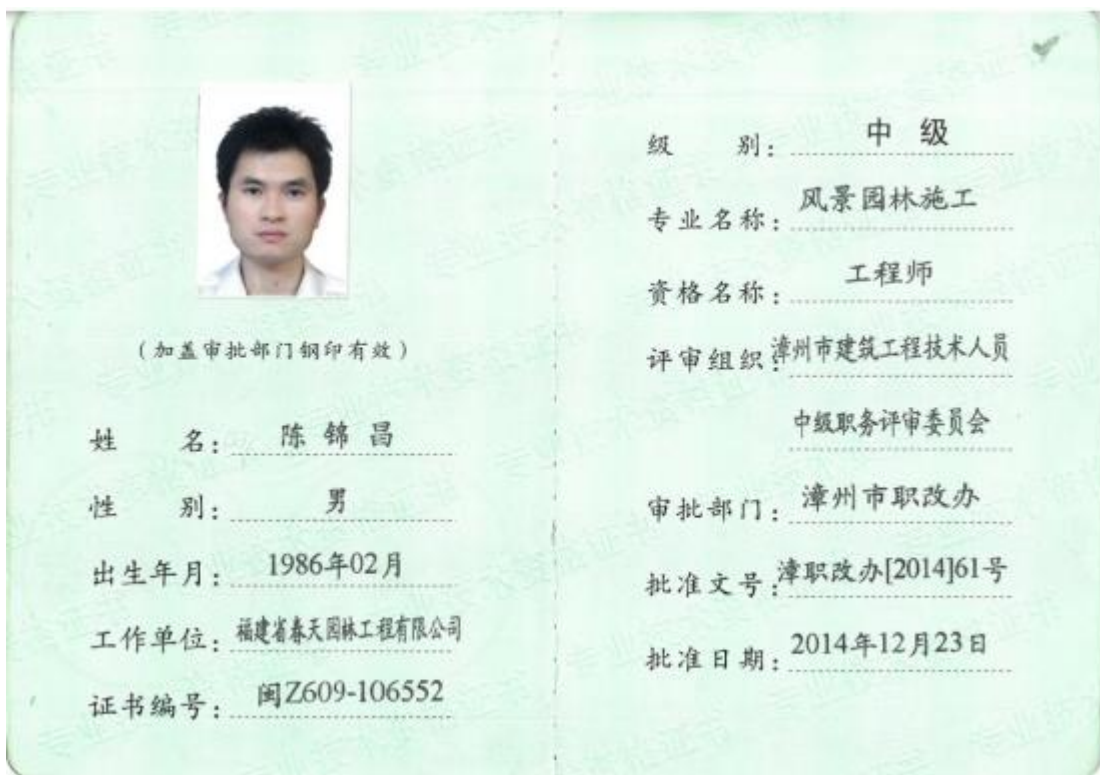 (加盖审批部门钢印有效)
姓名: 陈锦昌
性别: 男
出生年月: 1986年02月
工作单位: 福建省春天园林工程有限公司
证书编号: 闽Z609-106552
级别: 中级
专业名称: 风景园林施工
资格名称: 工程师
评审组织: 漳州市建筑工程技术人员
中级职务评审委员会
审批部门: 漳州市职改办
批准文号: 漳职改办[2014]61号
批准日期: 2014年12月23日